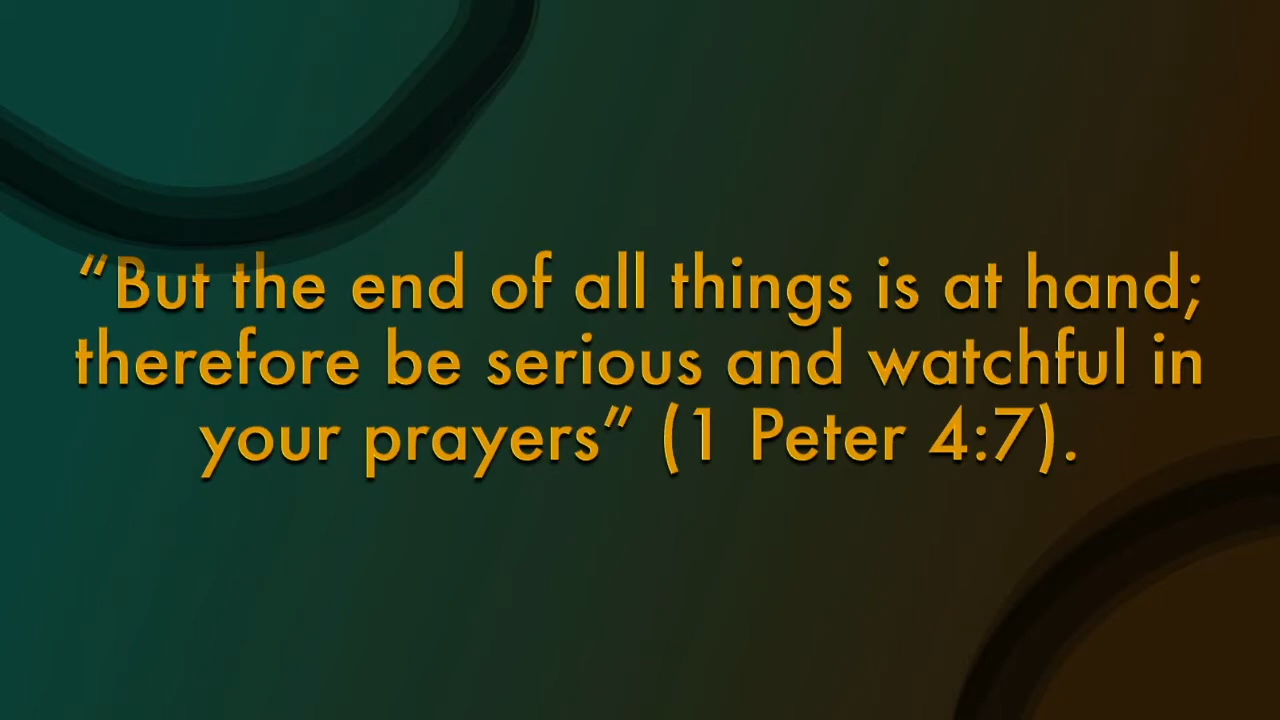 “But the end of all things is at hand;
therefore be serious and watchful in
your prayers” (1 Peter 4:7).